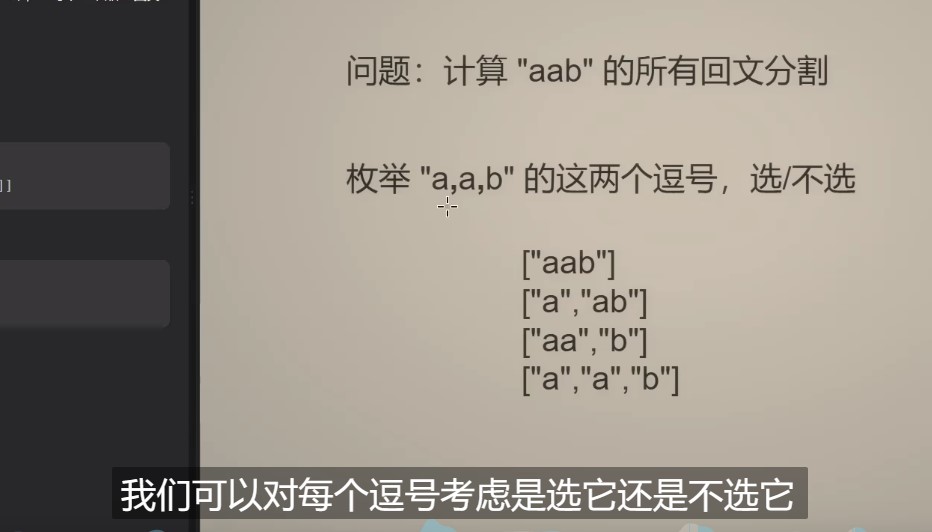 ]]
问题：计算 "aab" 的所有回文分割
枚举 "a,a,b" 的这两个逗号，选/不选
["aab"]
["a","ab"]
["aa","b"]
["a","a","b"]
我们可以对每个逗号考虑是选它还是不选它